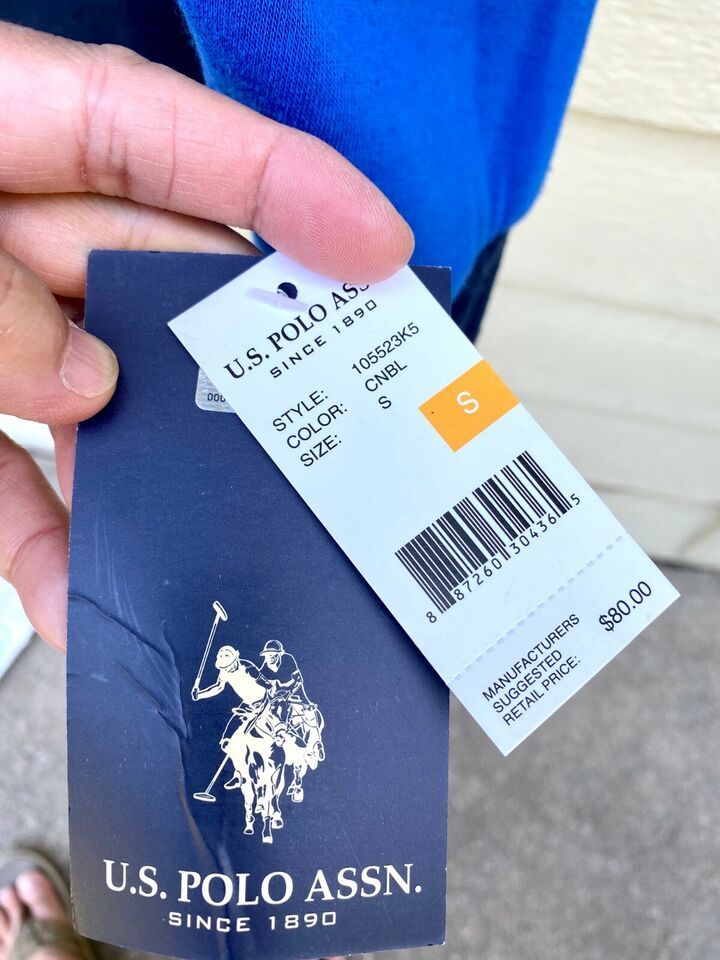 U.S. POLO
SINCE 1890
STYLE: 105523K5
COLOR: CNBL
SIZE: S
S
8 87260 30436 5
MANUFACTURERS
SUGGESTED
RETAIL PRICE: $80.00
000
U.S. POLO ASSN.
SINCE 1890